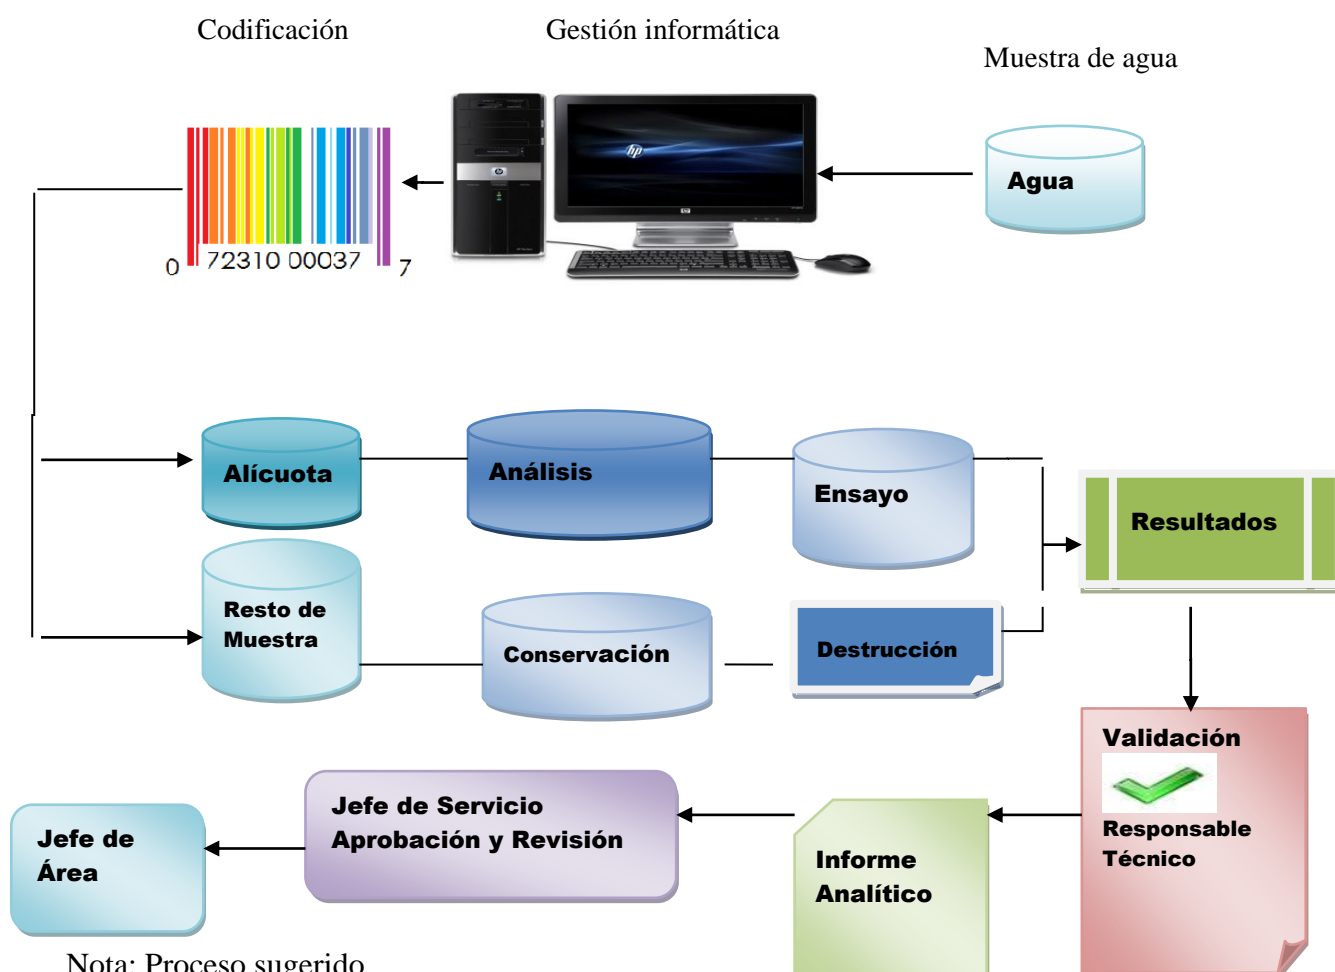 Codificación
Gestión informática
Muestra de agua
hp
Agua
0 72310 00037 7
Alícuota
Análisis
Ensayo
Resultados
Resto de
Muestra
Conservación
Destrucción
Validación
Responsable
Técnico
Informe
Analítico
Jefe de Servicio
Aprobación y Revisión
Jefe de
Área
Nota: Proceso sugerido